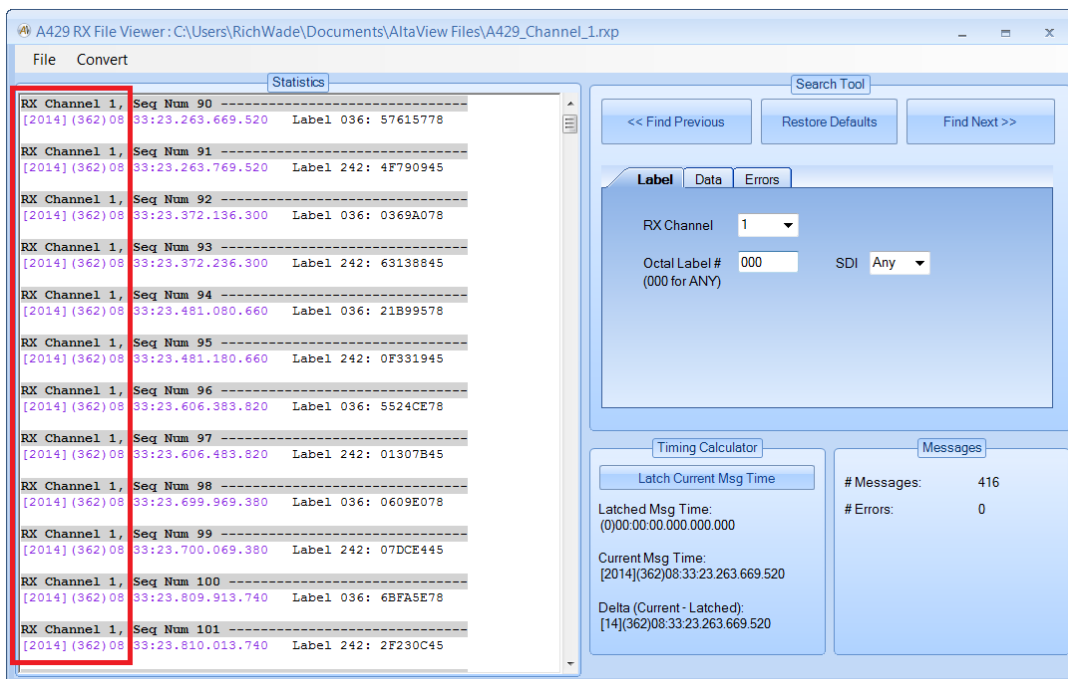 A429 RX File Viewer : C:\Users\RichWade\Documents\AltaView Files\A429_Channel_1.rxp
File Convert
Statistics
RX Channel 1, Seq Num 90 -------------------------------
[2014](362)08:33:23.263.669.520 Label 036: 57615778
RX Channel 1, Seq Num 91 -------------------------------
[2014](362)08:33:23.263.769.520 Label 242: 4F790945
RX Channel 1, Seq Num 92 -------------------------------
[2014](362)08:33:23.372.136.300 Label 036: 0369A078
RX Channel 1, Seq Num 93 -------------------------------
[2014](362)08:33:23.372.236.300 Label 242: 63138845
RX Channel 1, Seq Num 94 -------------------------------
[2014](362)08:33:23.481.080.660 Label 036: 21B99578
RX Channel 1, Seq Num 95 -------------------------------
[2014](362)08:33:23.481.180.660 Label 242: 0F331945
RX Channel 1, Seq Num 96 -------------------------------
[2014](362)08:33:23.606.383.820 Label 036: 5524CE78
RX Channel 1, Seq Num 97 -------------------------------
[2014](362)08:33:23.606.483.820 Label 242: 01307B45
RX Channel 1, Seq Num 98 -------------------------------
[2014](362)08:33:23.699.969.380 Label 036: 0609E078
RX Channel 1, Seq Num 99 -------------------------------
[2014](362)08:33:23.700.069.380 Label 242: 07DCE445
RX Channel 1, Seq Num 100 ------------------------------
[2014](362)08:33:23.809.913.740 Label 036: 6BFA5E78
RX Channel 1, Seq Num 101 ------------------------------
[2014](362)08:33:23.810.013.740 Label 242: 2F230C45
Search Tool
<< Find Previous Restore Defaults Find Next >>
Label Data Errors
RX Channel 1
Octal Label # 000 SDI Any
(000 for ANY)
Timing Calculator
Latch Current Msg Time
Latched Msg Time:
(0)00:00:00.000.000.000
Current Msg Time:
[2014](362)08:33:23.263.669.520
Delta (Current - Latched):
[14](362)08:33:23.263.669.520
Messages
# Messages: 416
# Errors: 0